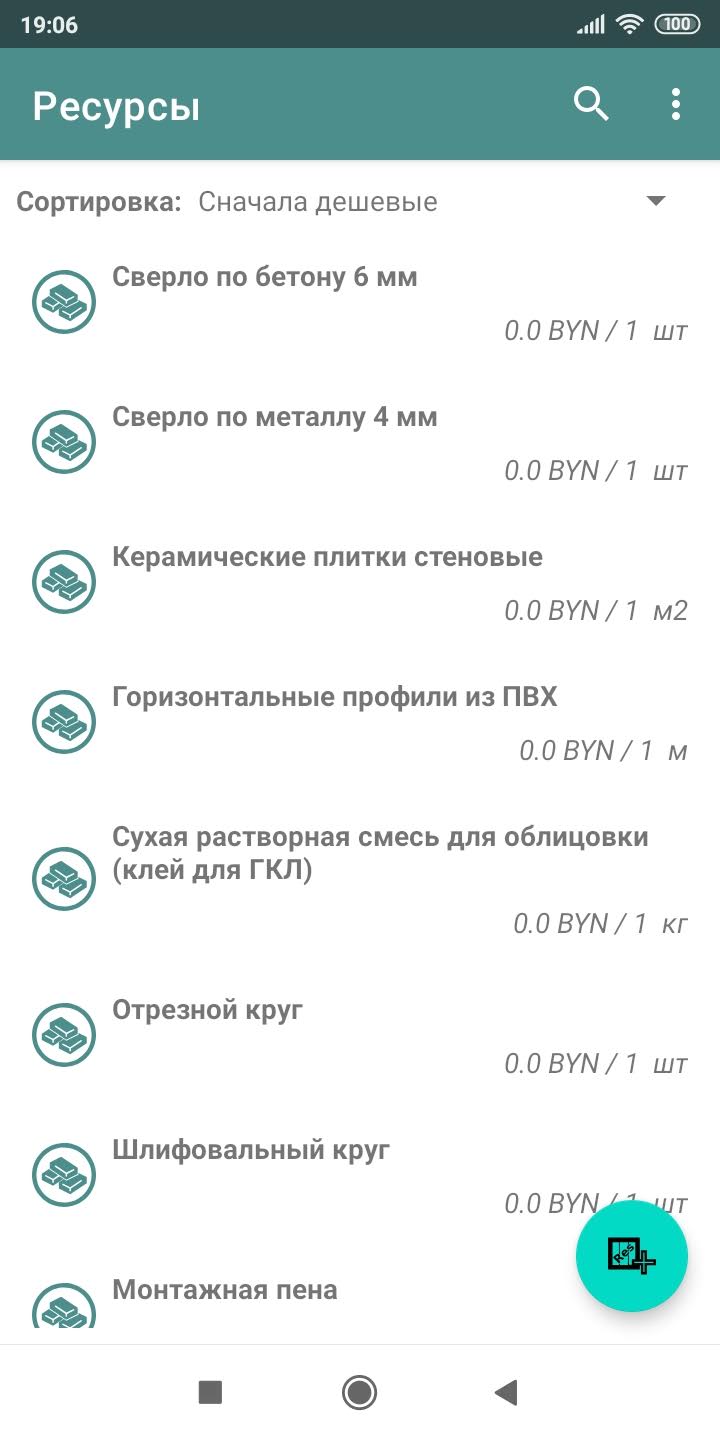 19:06
100
Ресурсы
Сортировка: Сначала дешевые
Сверло по бетону 6 мм
0.0 BYN / 1 шт
Сверло по металлу 4 мм
0.0 BYN / 1 шт
Керамические плитки стеновые
0.0 BYN / 1 м2
Горизонтальные профили из ПВХ
0.0 BYN / 1 м
Сухая растворная смесь для облицовки
(клей для ГКЛ)
0.0 BYN / 1 кг
Отрезной круг
0.0 BYN / 1 шт
Шлифовальный круг
0.0 BYN / 1 шт
Res
Монтажная пена